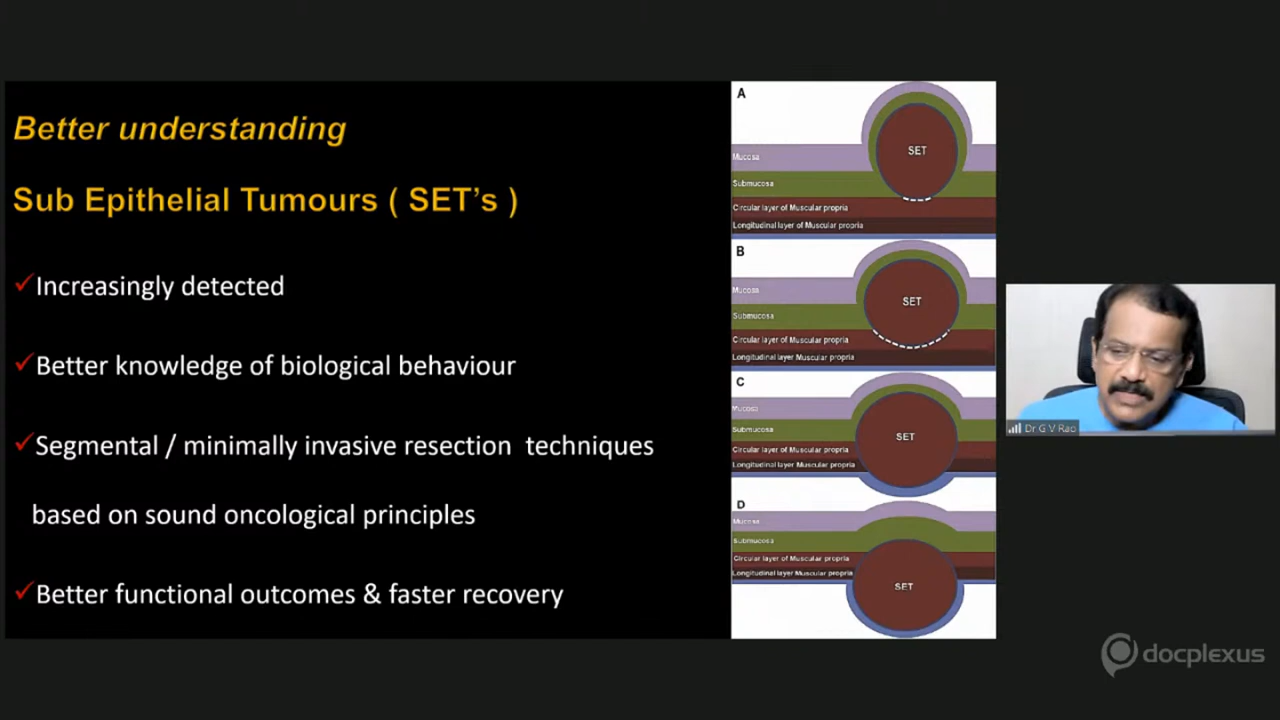 Better understanding
Sub Epithelial Tumours ( SET's )
✓Increasingly detected
✓Better knowledge of biological behaviour
✓Segmental / minimally invasive resection techniques
based on sound oncological principles
✓Better functional outcomes & faster recovery
A
SET
Mucosa
Submucosa
Circular layer of Muscular propria
Longitudinal layer of Muscular propria
B
SET
Mucosa
Submucosa
Circular layer of Muscular propria
Longitudinal layer Muscular propria
C
SET
Mucosa
Submucosa
Circular layer of Muscular propria
Longitudinal layer Muscular propria
D
SET
Mucosa
Submucosa
Circular layer of Muscular propria
Longitudinal layer Muscular propria
Dr G V Rao
docplexus